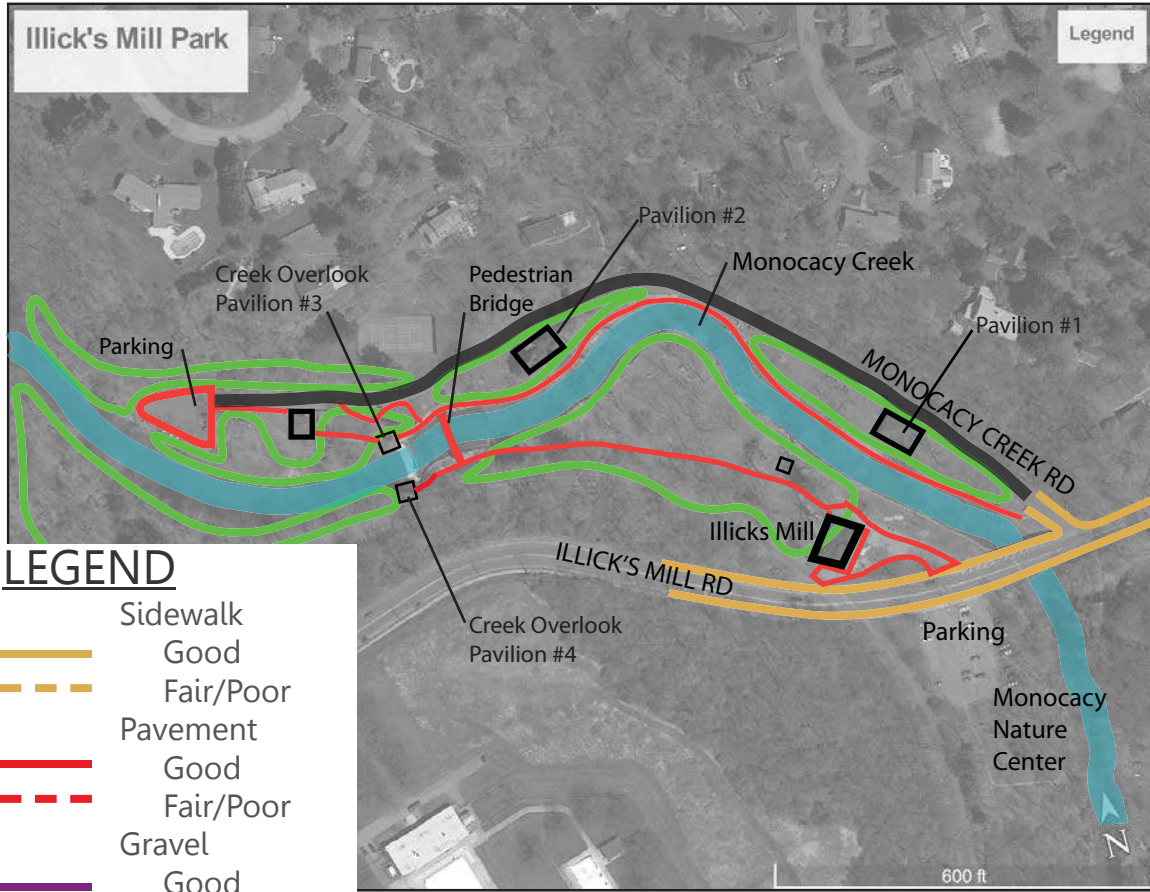 Illick's Mill Park
Legend
Pavilion #2
Monocacy Creek
Creek Overlook
Pavilion #3
Pedestrian
Bridge
Pavilion #1
Parking
MONOCACY CREEK RD
Illicks Mill
ILLICK'S MILL RD
Creek Overlook
Pavilion #4
Parking
Monocacy
Nature
Center
N
600 ft
LEGEND
Sidewalk
Good
Fair/Poor
Pavement
Good
Fair/Poor
Gravel
Good